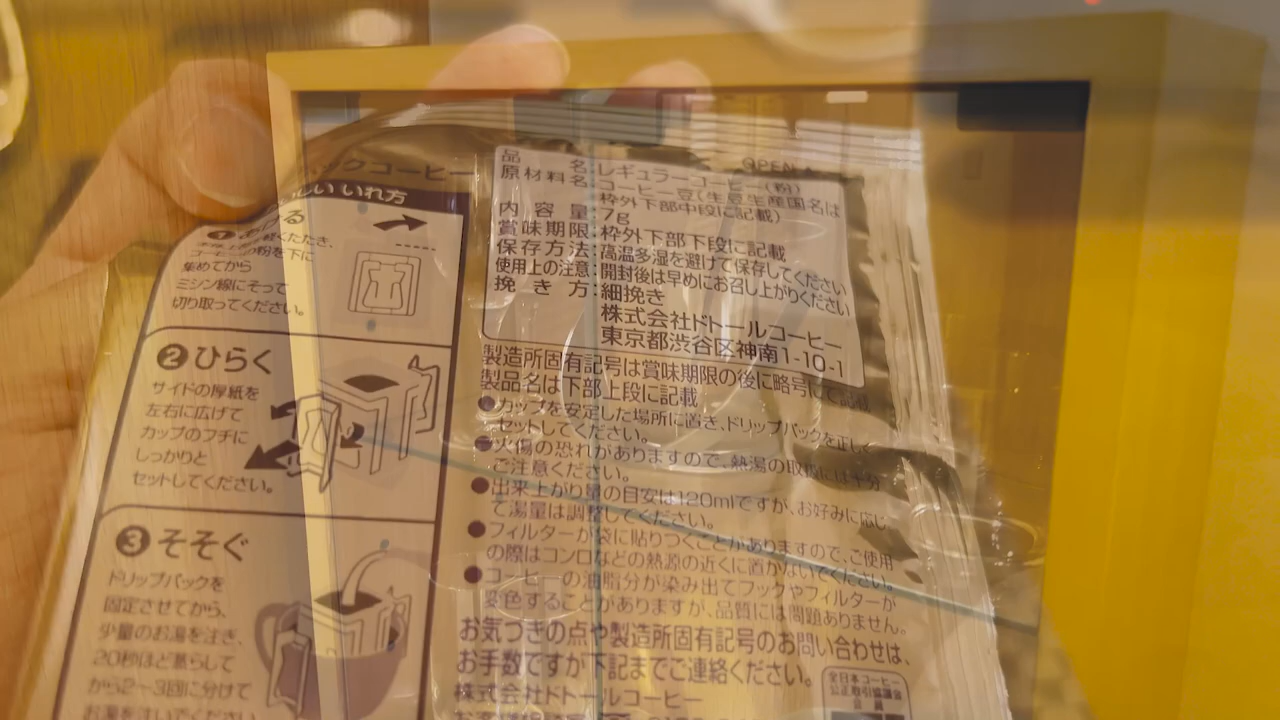 ックコーヒー
しい いれ方
コーヒーの粉を下に
集めてから
ミシン線にそって
切り取ってください。
❷ ひらく
サイドの厚紙を
左右に広げて
カップのフチに
しっかりと
セットしてください。
❸ そそぐ
ドリップバックを
固定させてから、
少量のお湯を注ぎ、
20秒ほど蒸らして
から2〜3回に分けて
お湯を注いでください
OPEN
品名:レギュラーコーヒー(粉)
原材料名:コーヒー豆(生豆生産国名は
枠外下部中段に記載)
内容量:7g
賞味期限:枠外下部下段に記載
保存方法:高温多湿を避けて保存してください
使用上の注意:開封後は早めにお召し上がりください
挽き方:細挽き
株式会社ドトールコーヒー
東京都渋谷区神南1-10-1
製造所固有記号は賞味期限の後に略号にて記載
製品名は下部上段に記載
●カップを安定した場所に置き、ドリップバックを正しく
セットしてください。
●火傷の恐れがありますので、熱湯の取扱には十分
ご注意ください。
●出来上がり量の目安は120mlですが、お好みに応じ
て湯量は調整してください。
●フィルターが袋に貼りつくことがありますので、ご使用
の際はコンロなどの熱源の近くに置かないでください。
●コーヒーの油脂分が染み出てフックやフィルターが
変色することがありますが、品質には問題ありません。
お気づきの点や製造所固有記号のお問い合わせは、
お手数ですが下記までご連絡ください。
株式会社ドトールコーヒー
全日本コーヒー
公正取引協議会
会員